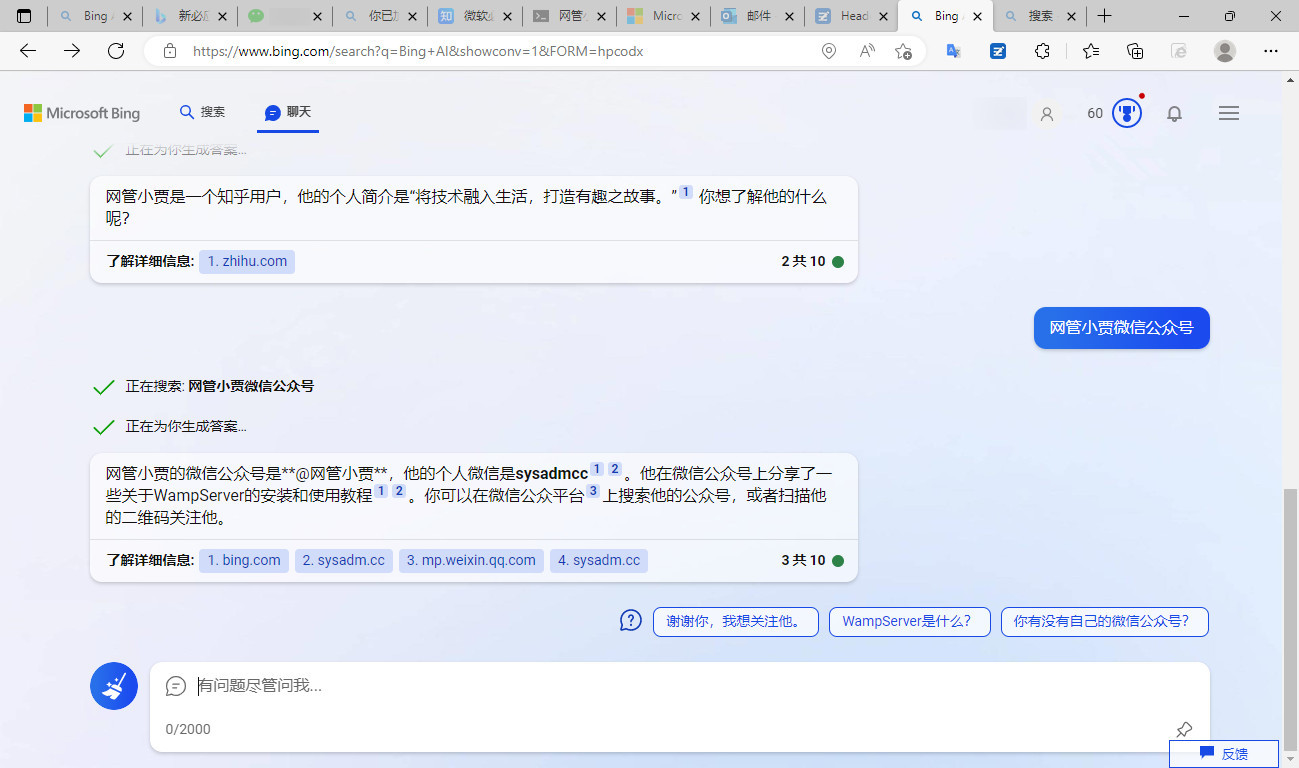 Bing
新必
你已
知 微软
网管
Micro
邮件
Head
Bing
搜索
https://www.bing.com/search?q=Bing+AI&showconv=1&FORM=hpcodx
Microsoft Bing
搜索
聊天
60
正在为你生成答案...
网管小贾是一个知乎用户，他的个人简介是“将技术融入生活，打造有趣之故事。” 1 你想了解他的什么
呢？
了解详细信息: 1. zhihu.com 2 共 10
网管小贾微信公众号
正在搜索: 网管小贾微信公众号
正在为你生成答案...
网管小贾的微信公众号是**@网管小贾**，他的个人微信是sysadmcc 1 2 。他在微信公众号上分享了一
些关于WampServer的安装和使用教程 1 2 。你可以在微信公众平台 3 上搜索他的公众号，或者扫描他
的二维码关注他。
了解详细信息: 1. bing.com 2. sysadm.cc 3. mp.weixin.qq.com 4. sysadm.cc 3 共 10
谢谢你，我想关注他。 WampServer是什么？ 你有没有自己的微信公众号？
有问题尽管问我...
0/2000
反馈